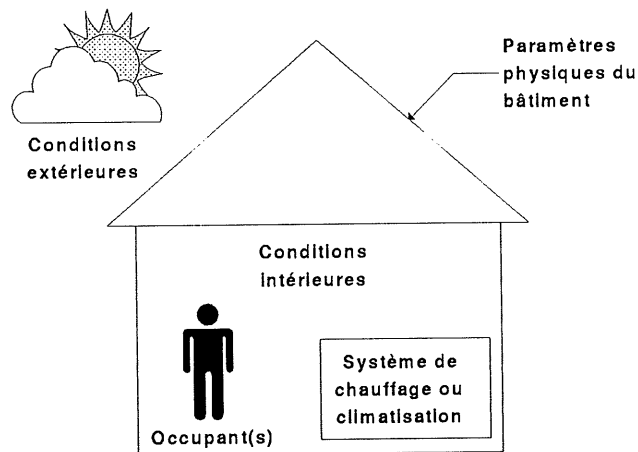 Paramètres
physiques du
bâtiment
Conditions
extérieures
Conditions
intérieures
Système de
chauffage ou
climatisation
Occupant(s)